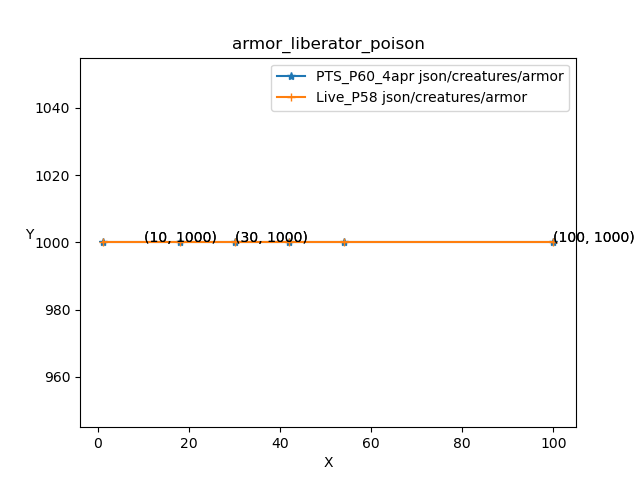 armor_liberator_poison
PTS_P60_4apr json/creatures/armor
Live_P58 json/creatures/armor
1040
1020
Y
1000
(10, 1000)
(30, 1000)
(100, 1000)
980
960
0
20
40
60
80
100
X